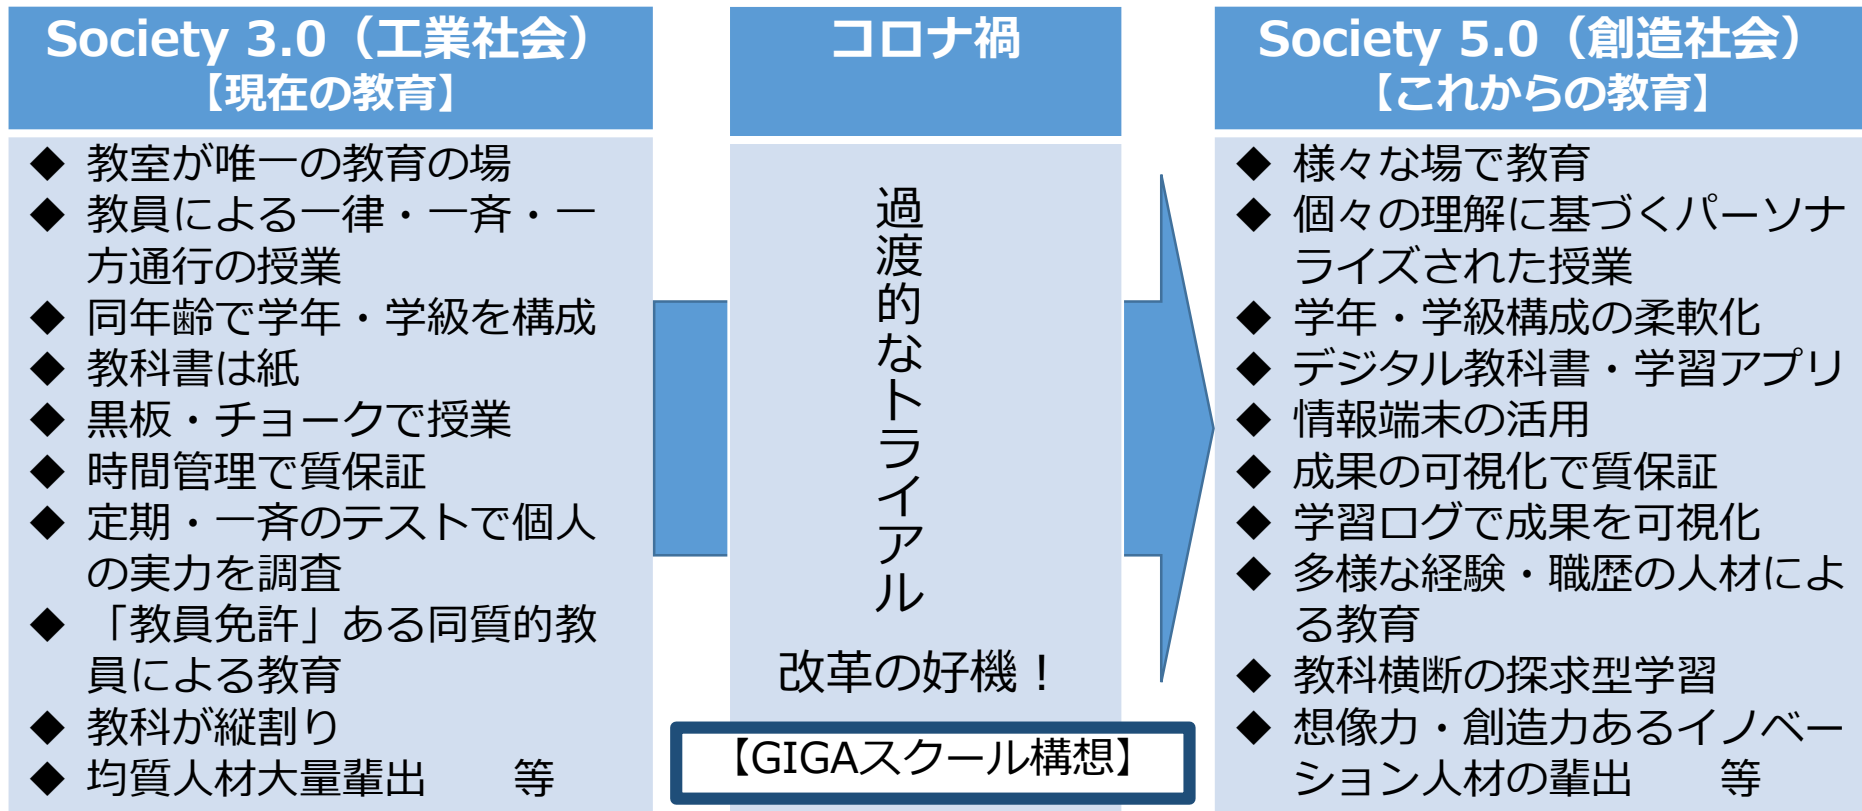 Society 3.0（工業社会）
【現在の教育】
◆ 教室が唯一の教育の場
◆ 教員による一律・一斉・一
方通行の授業
◆ 同年齢で学年・学級を構成
◆ 教科書は紙
◆ 黒板・チョークで授業
◆ 時間管理で質保証
◆ 定期・一斉のテストで個人
の実力を調査
◆ 「教員免許」ある同質的教
員による教育
◆ 教科が縦割り
◆ 均質人材大量輩出　　等
コロナ禍
過渡的なトライアル
改革の好機！
【GIGAスクール構想】
Society 5.0（創造社会）
【これからの教育】
◆ 様々な場で教育
◆ 個々の理解に基づくパーソナ
ライズされた授業
◆ 学年・学級構成の柔軟化
◆ デジタル教科書・学習アプリ
◆ 情報端末の活用
◆ 成果の可視化で質保証
◆ 学習ログで成果を可視化
◆ 多様な経験・職歴の人材によ
る教育
◆ 教科横断の探求型学習
◆ 想像力・創造力あるイノベー
ション人材の輩出　　等